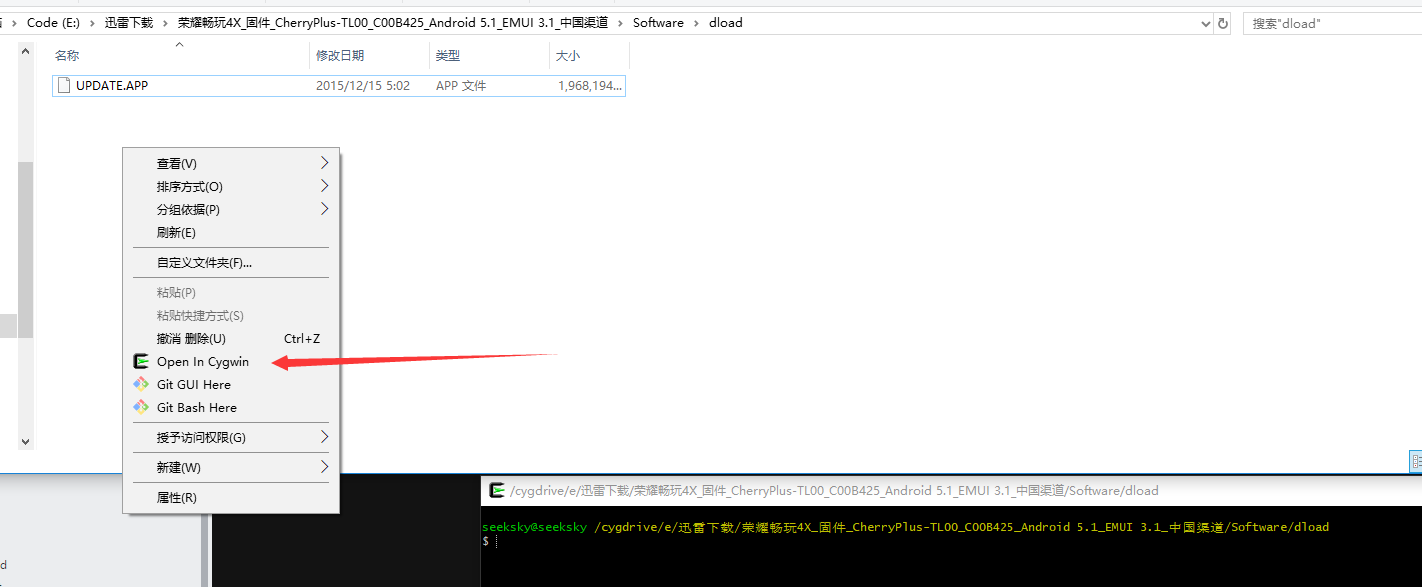 Code (E:) › 迅雷下载 › 荣耀畅玩4X_固件_CherryPlus-TL00_C00B425_Android 5.1_EMUI 3.1_中国渠道 › Software › dload
搜索"dload"
名称 修改日期 类型 大小
UPDATE.APP 2015/12/15 5:02 APP 文件 1,968,194...
查看(V)
排序方式(O)
分组依据(P)
刷新(E)
自定义文件夹(F)...
粘贴(P)
粘贴快捷方式(S)
撤消 删除(U) Ctrl+Z
Open In Cygwin
Git GUI Here
Git Bash Here
授予访问权限(G)
新建(W)
属性(R)
/cygdrive/e/迅雷下载/荣耀畅玩4X_固件_CherryPlus-TL00_C00B425_Android 5.1_EMUI 3.1_中国渠道/Software/dload
seeksky@seeksky /cygdrive/e/迅雷下载/荣耀畅玩4X_固件_CherryPlus-TL00_C00B425_Android 5.1_EMUI 3.1_中国渠道/Software/dload
$
d